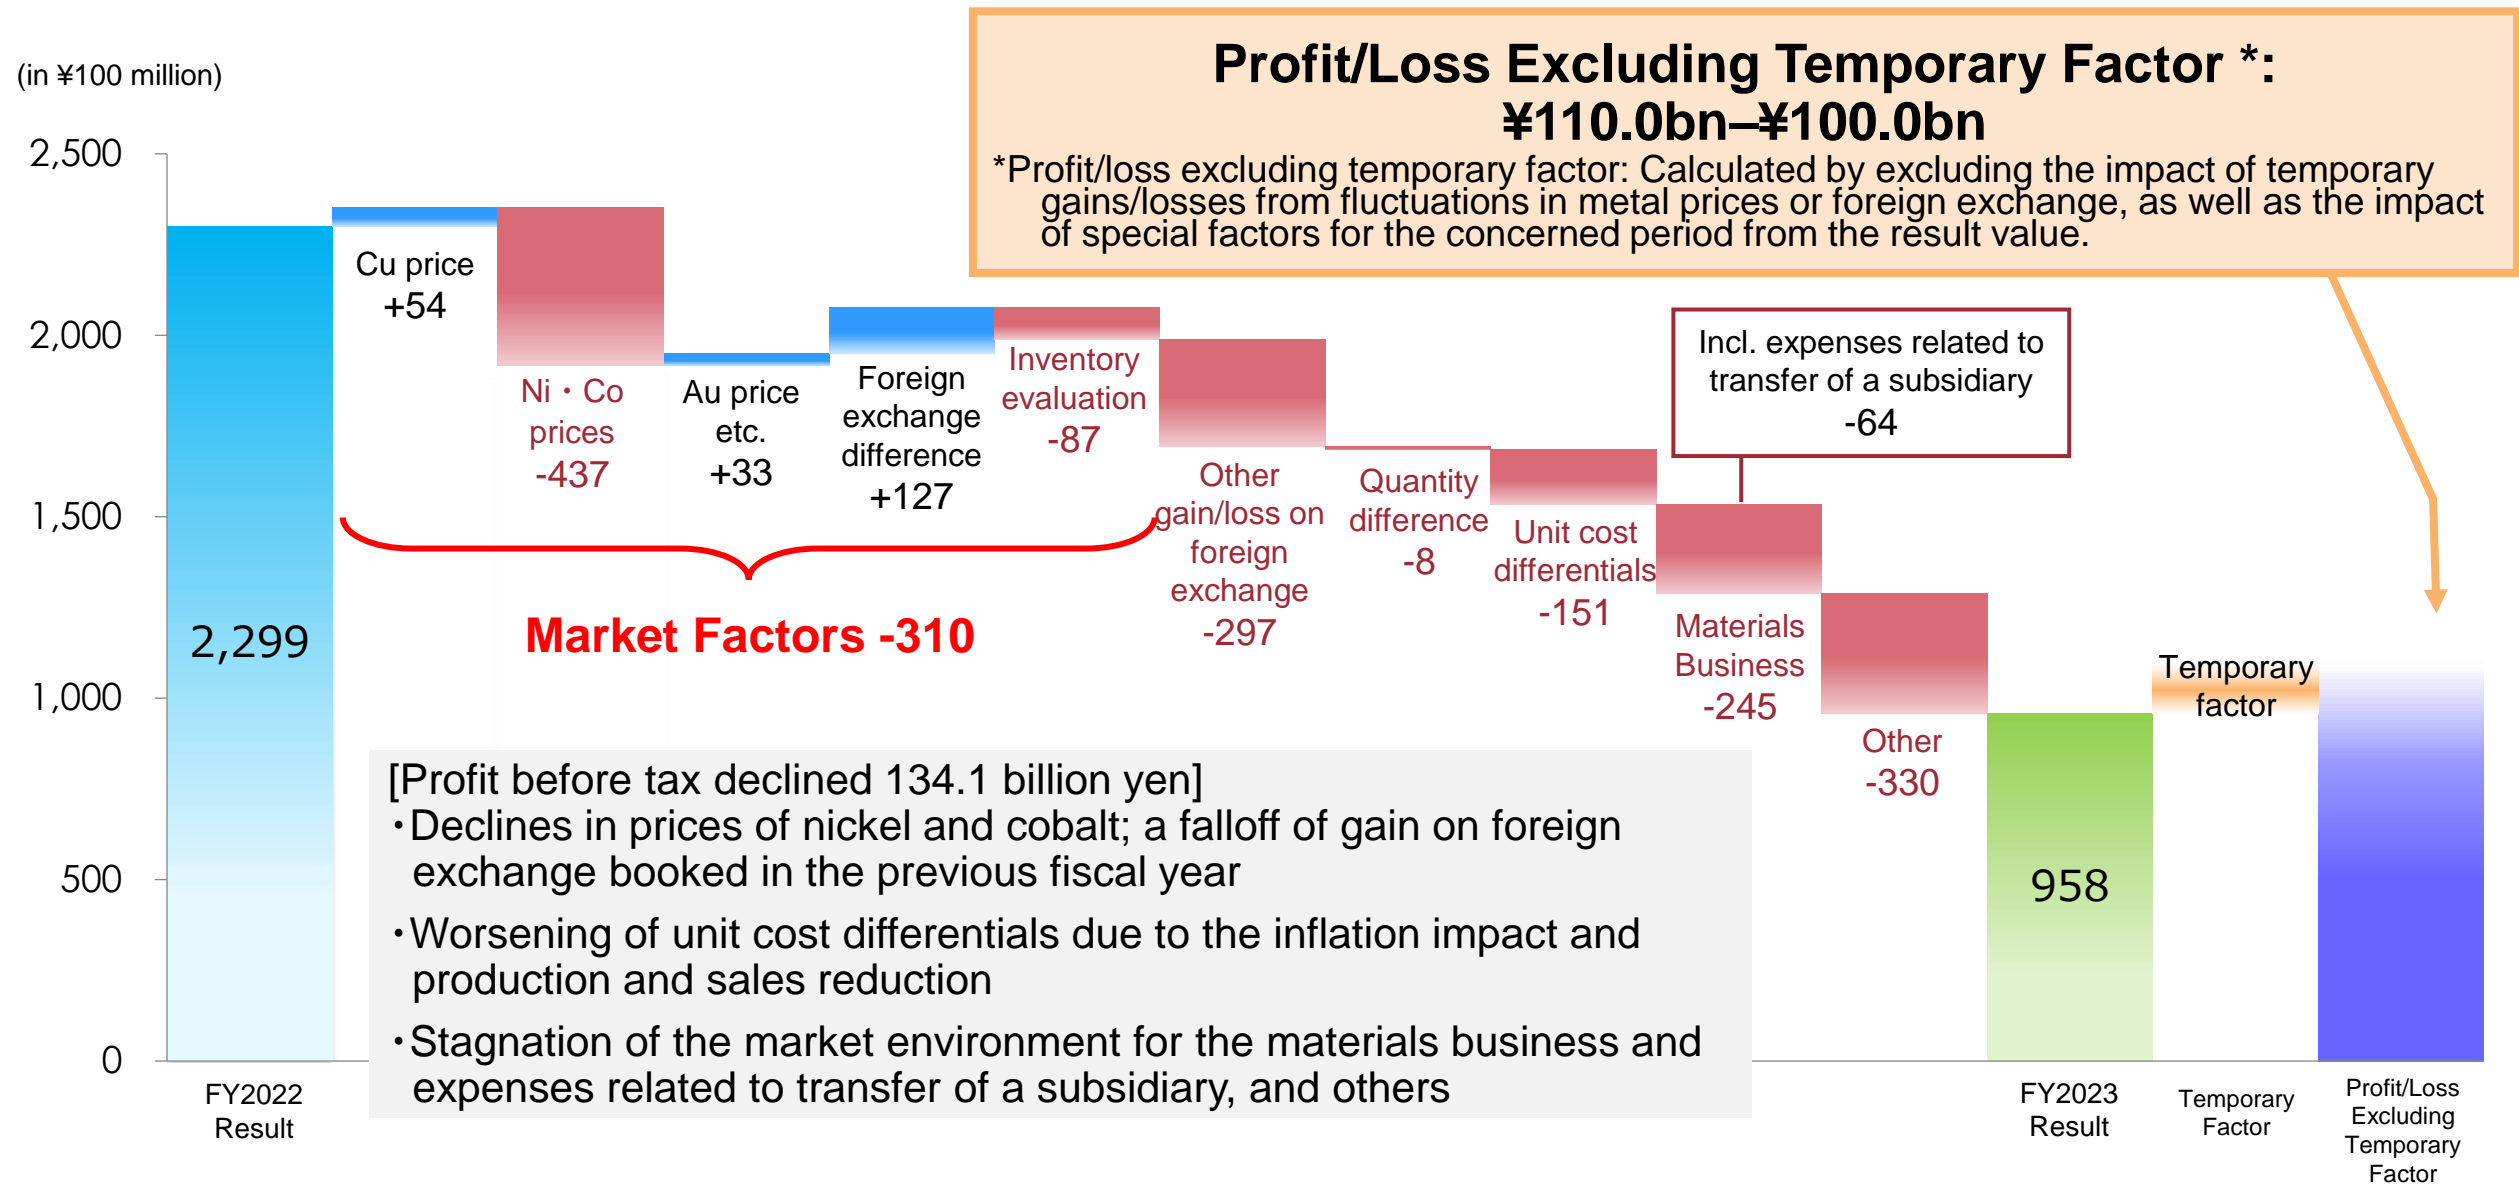 (in ¥100 million)
Profit/Loss Excluding Temporary Factor *:
¥110.0bn–¥100.0bn
*Profit/loss excluding temporary factor: Calculated by excluding the impact of temporary
gains/losses from fluctuations in metal prices or foreign exchange, as well as the impact
of special factors for the concerned period from the result value.
2,500
2,000
1,500
1,000
500
0
2,299
Cu price
+54
Ni・Co
prices
-437
Au price
etc.
+33
Foreign
exchange
difference
+127
Inventory
evaluation
-87
Market Factors -310
Other
gain/loss on
foreign
exchange
-297
Quantity
difference
-8
Unit cost
differentials
-151
Incl. expenses related to
transfer of a subsidiary
-64
Materials
Business
-245
Other
-330
958
Temporary
factor
[Profit before tax declined 134.1 billion yen]
・Declines in prices of nickel and cobalt; a falloff of gain on foreign
exchange booked in the previous fiscal year
・Worsening of unit cost differentials due to the inflation impact and
production and sales reduction
・Stagnation of the market environment for the materials business and
expenses related to transfer of a subsidiary, and others
FY2022
Result
FY2023
Result
Temporary
Factor
Profit/Loss
Excluding
Temporary
Factor